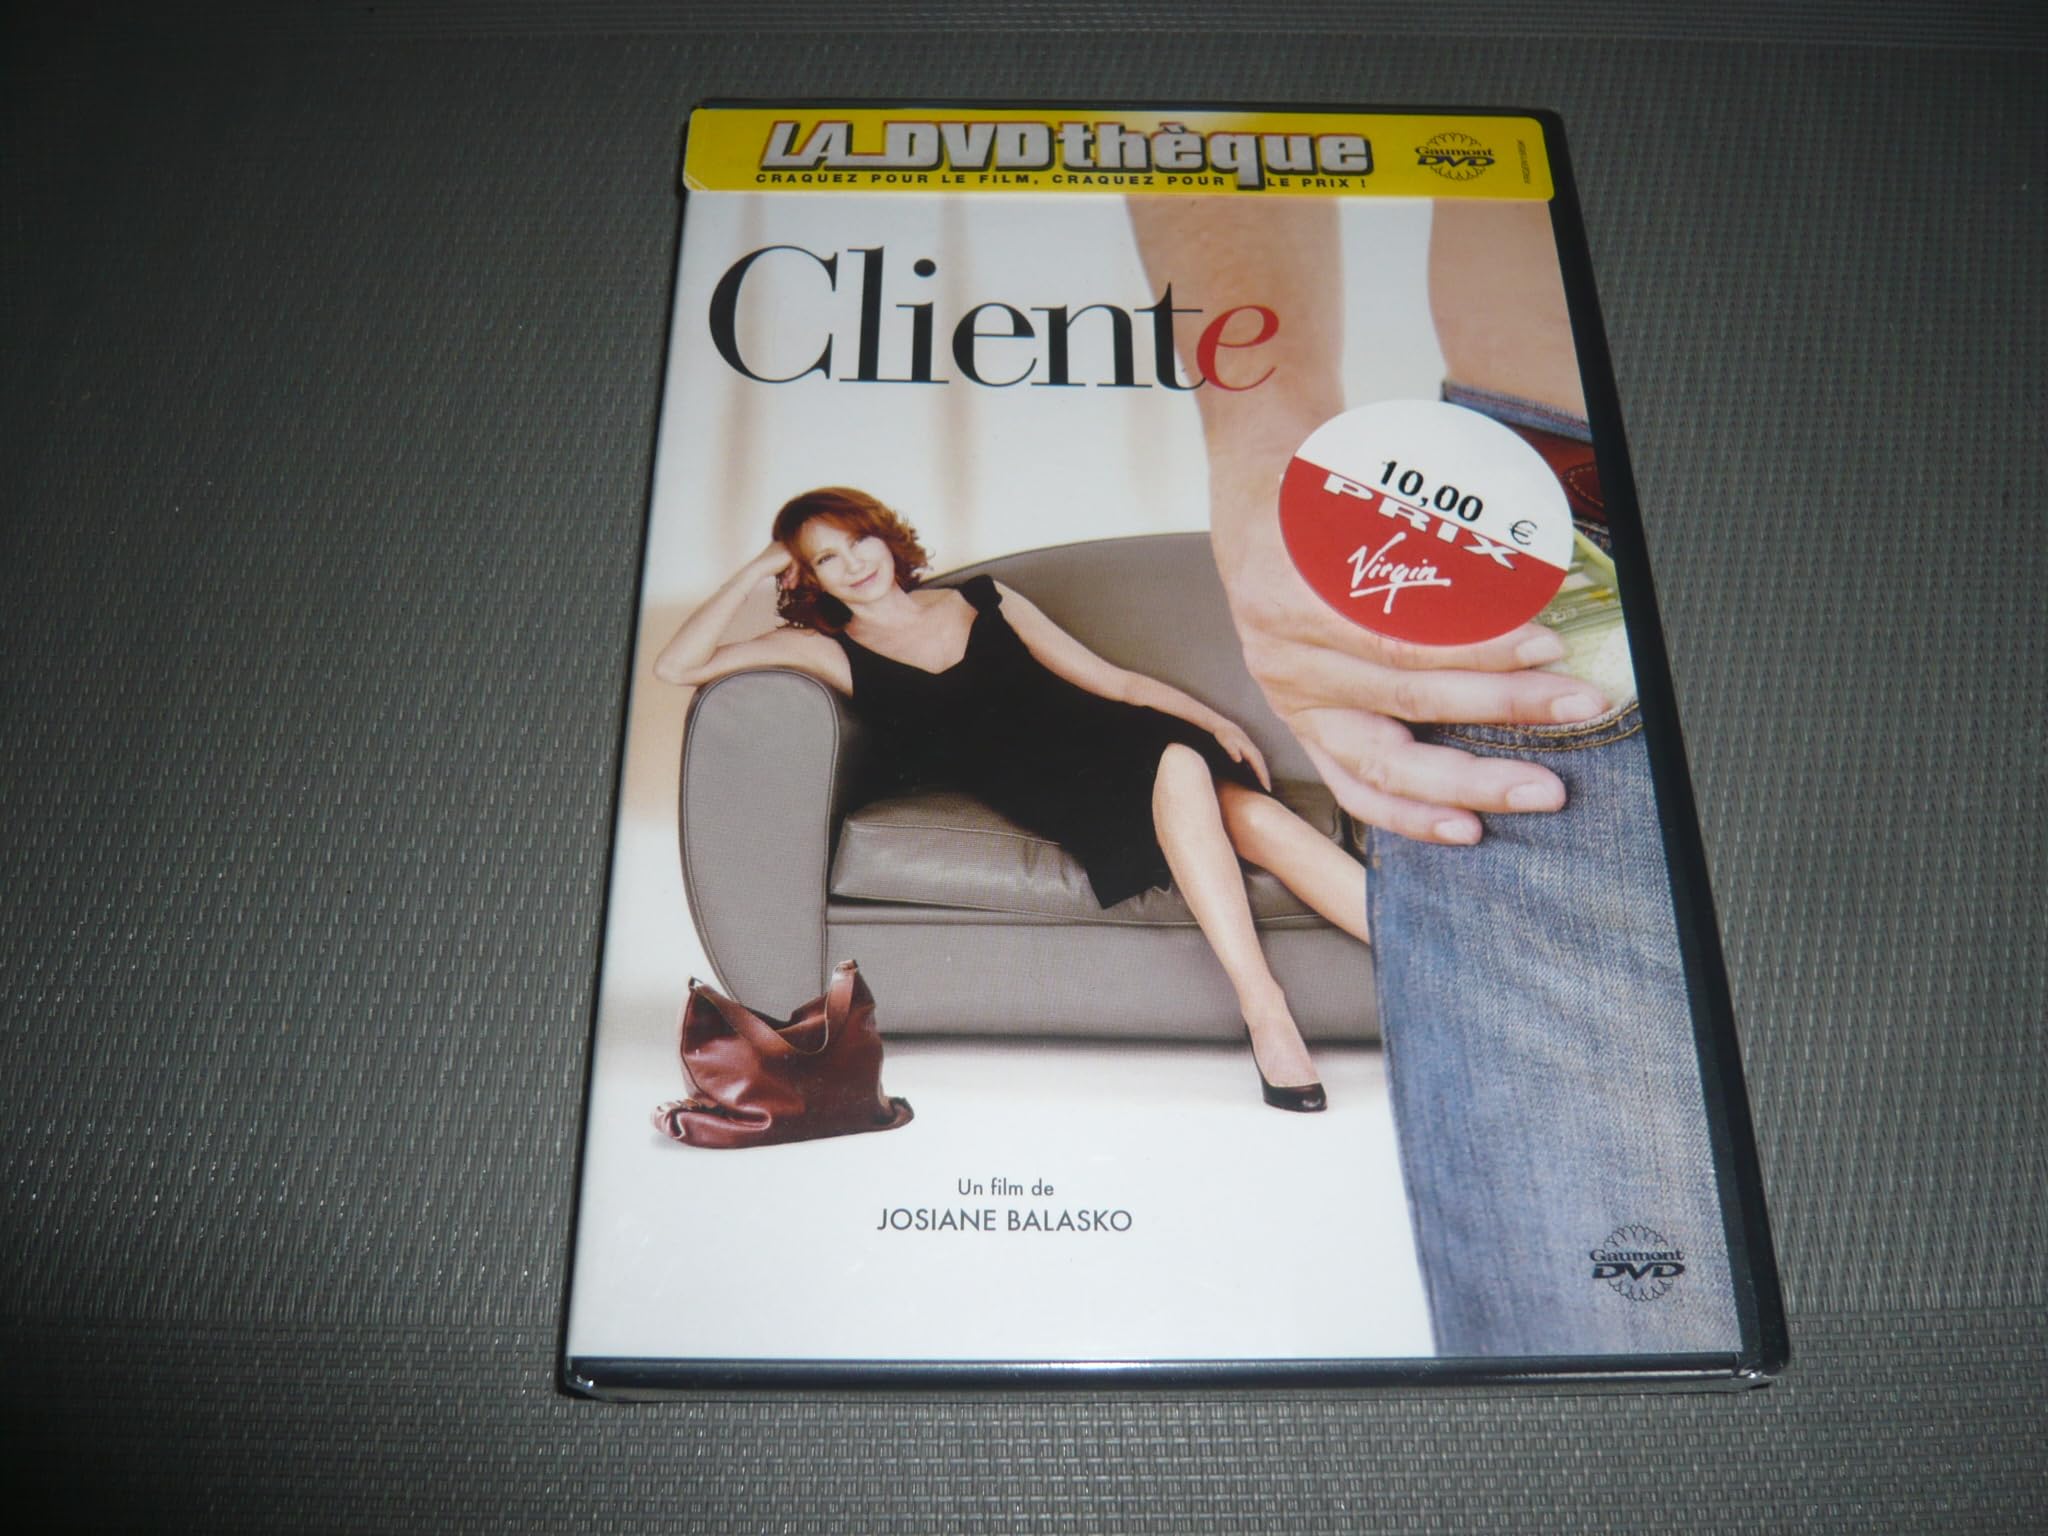 LA DVDthèque
CRAQUEZ POUR LE FILM, CRAQUEZ POUR LE PRIX !
Gaumont
DVD
Cliente
10,00 €
PRIX
Virgin
Un film de
JOSIANE BALASKO
Gaumont
DVD